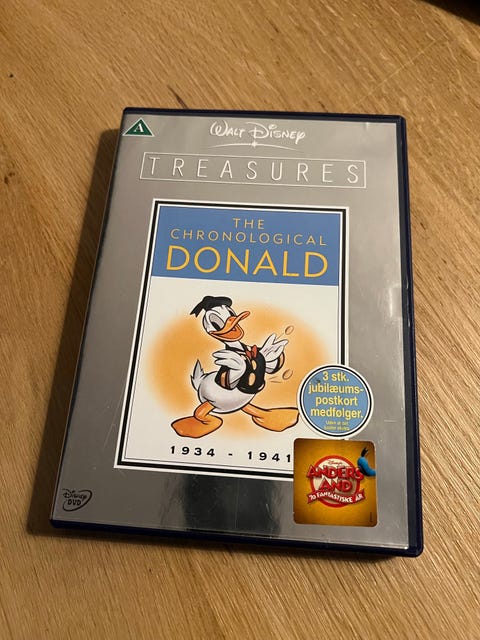 A
WALT DISNEY
TREASURES
THE
CHRONOLOGICAL
DONALD
3 stk.
jubilæums-
postkort
medfølger.
1934 - 1941
Disney
DVD
ANDERS
AND
70 FANTASTISKE ÅR